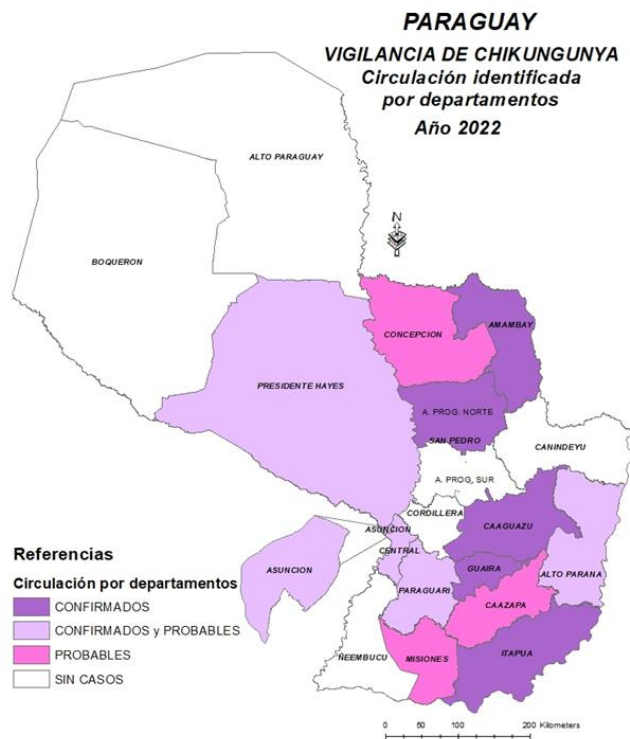 PARAGUAY
VIGILANCIA DE CHIKUNGUNYA
Circulación identificada
por departamentos
Año 2022
ALTO PARAGUAY
N
BOQUERON
CONCEPCION
AMAMBAY
PRESIDENTE HAYES
A. PROG. NORTE
SAN PEDRO
CANINDEYU
A. PROG, SUR
CORDILLERA
ASUNCION
CAAGUAZU
CENTRAL
ASUNCION
GUAIRA
ALTO PARANA
PARAGUARI
CAAZAPA
ÑEEMBUCU
MISIONES
ITAPUA
Referencias
Circulación por departamentos
CONFIRMADOS
CONFIRMADOS y PROBABLES
PROBABLES
SIN CASOS
0 50 100 200 Kilometers